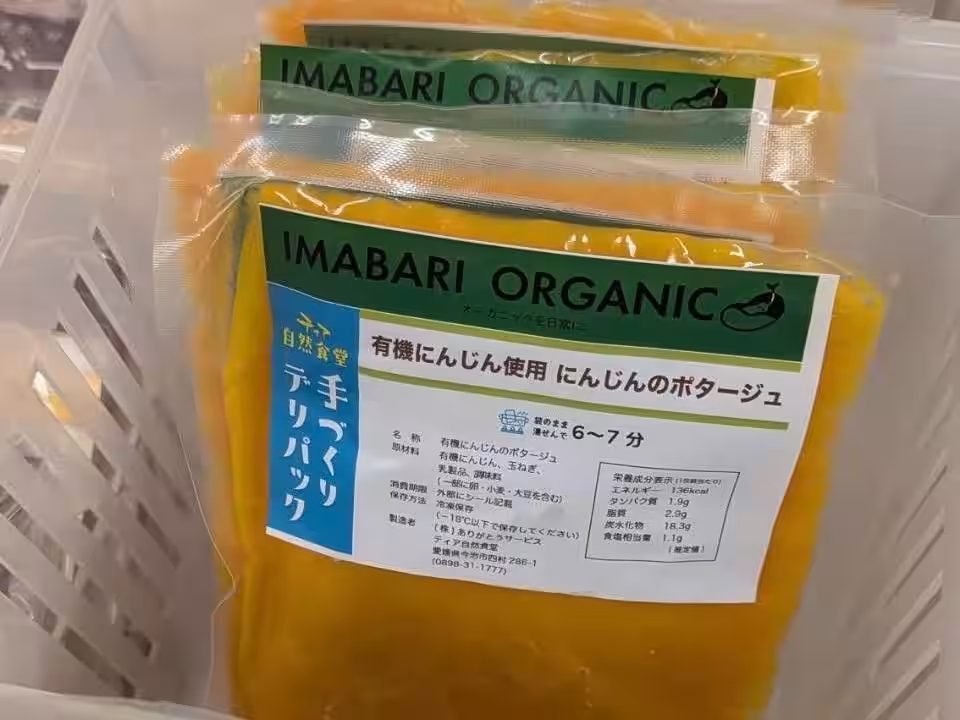 IMABARI ORGANIC
IMABARI ORGANIC
オーガニックを日常に
ティア
自然食堂
手づくり
デリパック
有機にんじん使用 にんじんのポタージュ
袋のまま
湯せんで 6〜7分
名 称 有機にんじんのポタージュ
原材料 有機にんじん、玉ねぎ、
乳製品、調味料
(一部に卵・小麦・大豆を含む)
消費期限 外部にシール記載
保存方法 冷凍保存
(−18℃以下で保存してください)
製造者 (株)ありがとうサービス
ティア自然食堂
愛媛県今治市四村 286-1
(0898-31-1777)
栄養成分表示(1包装当たり)
エネルギー 136kcal
タンパク質 1.9g
脂質 2.9g
炭水化物 18.3g
食塩相当量 1.1g
(推定値)